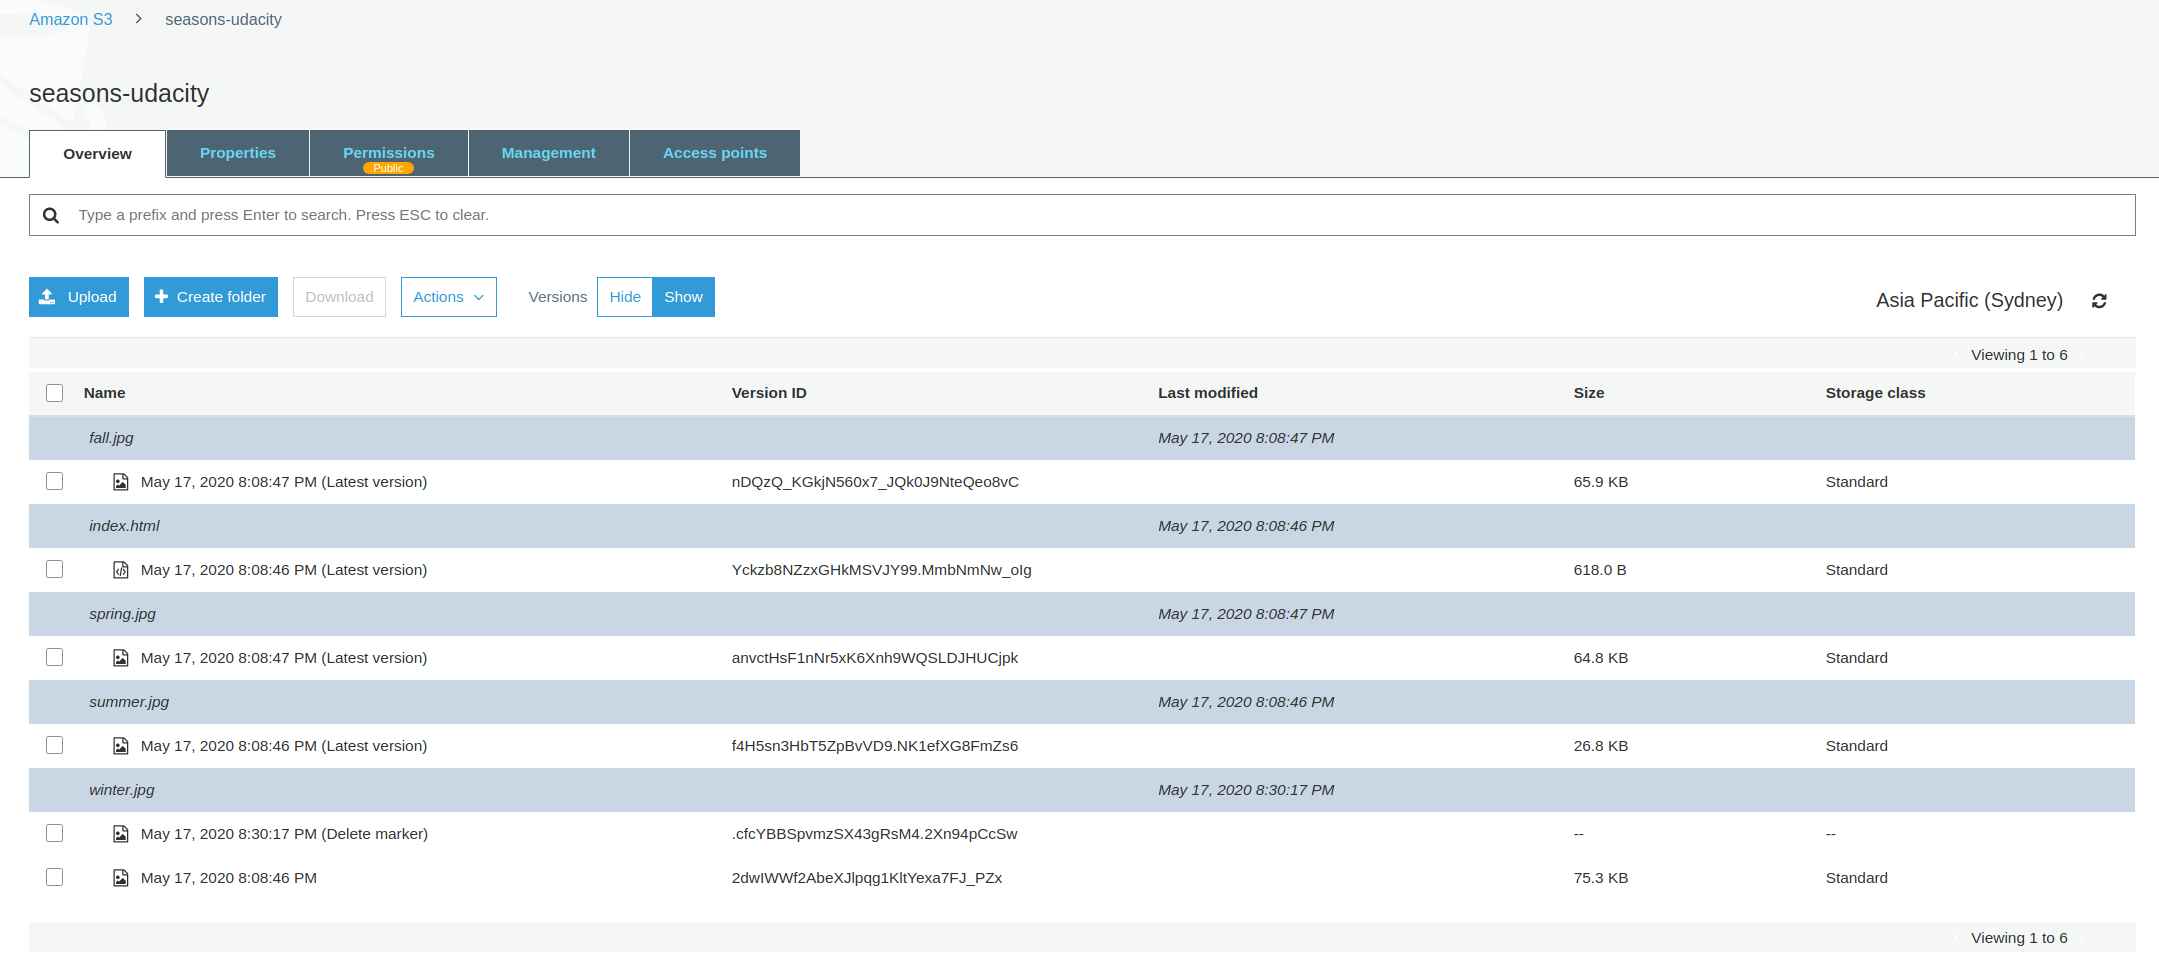 Amazon S3 > seasons-udacity
seasons-udacity
Overview Properties Permissions Management Access points
Public
Type a prefix and press Enter to search. Press ESC to clear.
Upload Create folder Download Actions Versions Hide Show Asia Pacific (Sydney)
Viewing 1 to 6
Name Version ID Last modified Size Storage class
fall.jpg May 17, 2020 8:08:47 PM
May 17, 2020 8:08:47 PM (Latest version) nDQzQ_KGkjN560x7_JQk0J9NteQeo8vC 65.9 KB Standard
index.html May 17, 2020 8:08:46 PM
May 17, 2020 8:08:46 PM (Latest version) Yckzb8NZzxGHkMSVJY99.MmbNmNw_oIg 618.0 B Standard
spring.jpg May 17, 2020 8:08:47 PM
May 17, 2020 8:08:47 PM (Latest version) anvctHsF1nNr5xK6Xnh9WQSLDJHUCjpk 64.8 KB Standard
summer.jpg May 17, 2020 8:08:46 PM
May 17, 2020 8:08:46 PM (Latest version) f4H5sn3HbT5ZpBvVD9.NK1efXG8FmZs6 26.8 KB Standard
winter.jpg May 17, 2020 8:30:17 PM
May 17, 2020 8:30:17 PM (Delete marker) .cfcYBBSpvmzSX43gRsM4.2Xn94pCcSw -- --
May 17, 2020 8:08:46 PM 2dwIWWf2AbeXJlpqg1KltYexa7FJ_PZx 75.3 KB Standard
Viewing 1 to 6